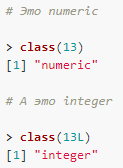 # Это numeric
> class(13)
[1] "numeric"
# А это integer
> class(13L)
[1] "integer"